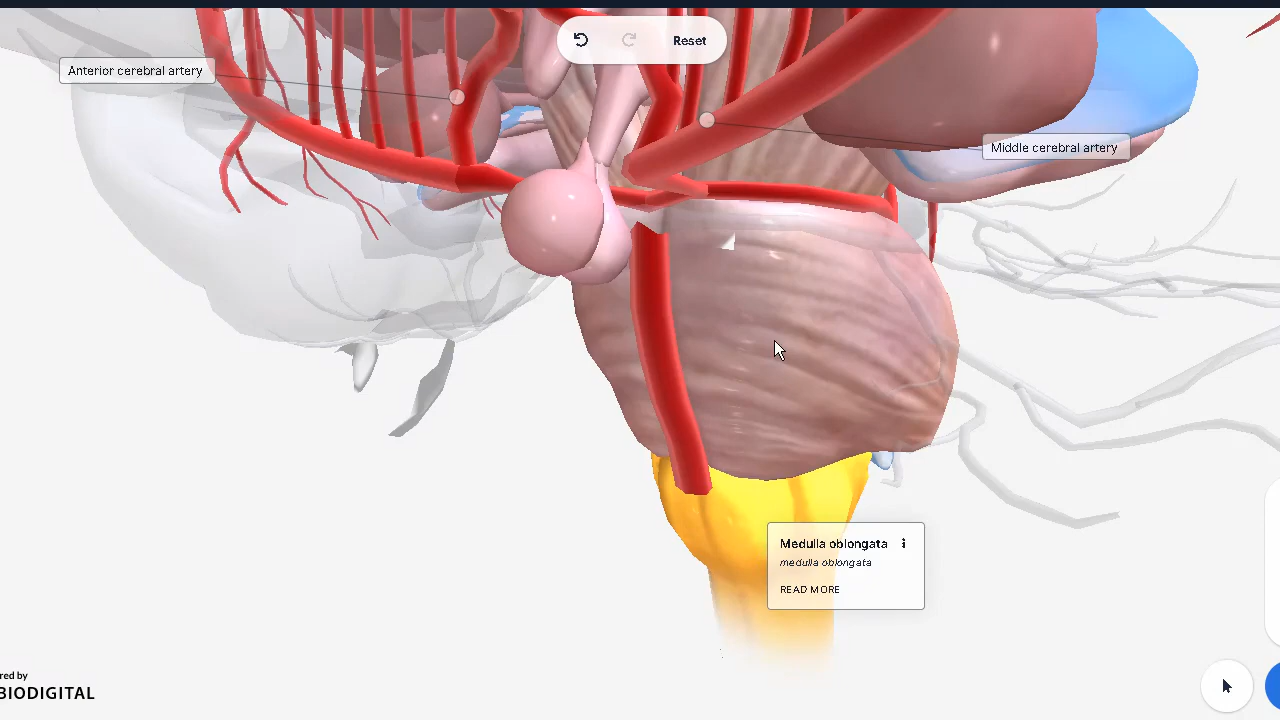 Reset
Anterior cerebral artery
Middle cerebral artery
Medulla oblongata
medulla oblongata
READ MORE
red by
BIODIGITAL